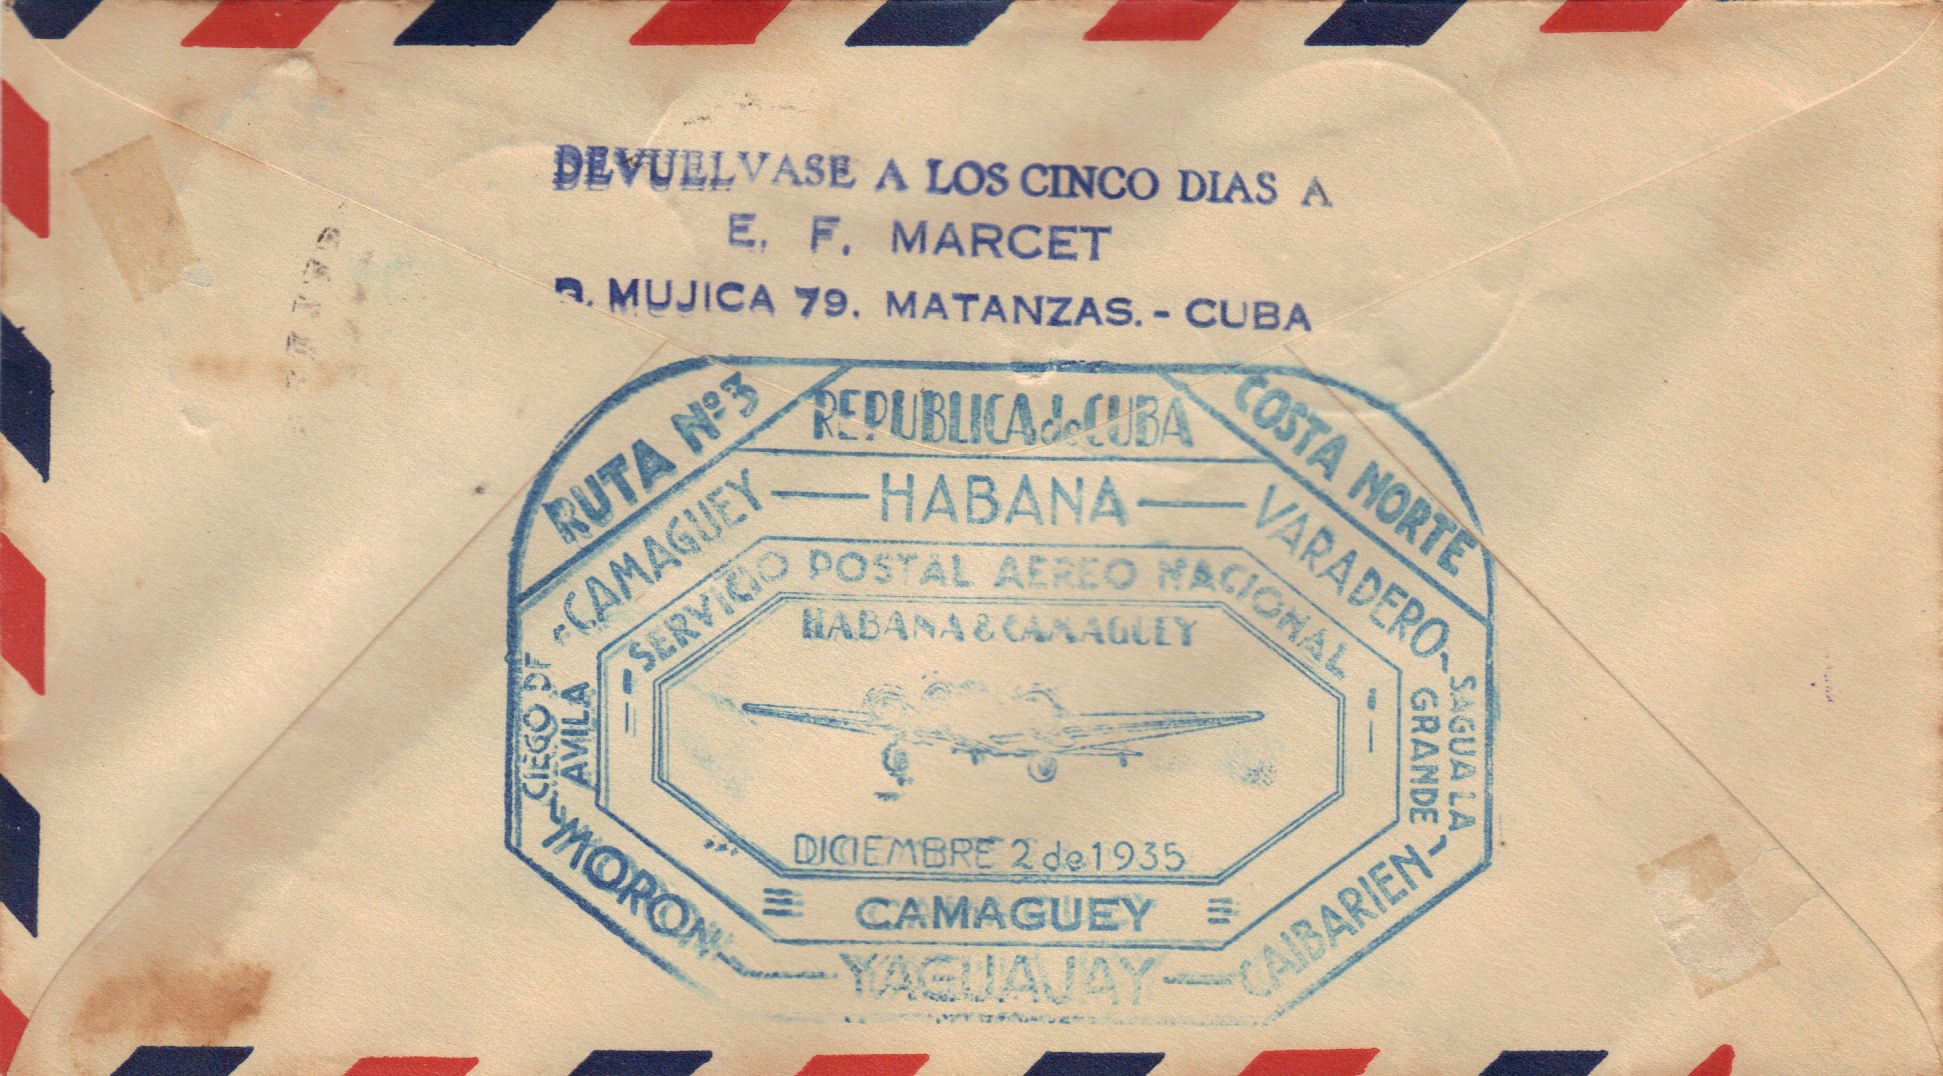 DEVUELVASE A LOS CINCO DIAS A
E. F. MARCET
MUJICA 79. MATANZAS.- CUBA
RUTA Nº 3
REPUBLICA de CUBA
COSTA NORTE
HABANA
VARADERO
SAGUA LA
GRANDE
CAIBARIEN
YAGUAJAY
MORON
CIEGO DE
AVILA
CAMAGUEY
SERVICIO POSTAL AEREO NACIONAL
HABANA & CAMAGUEY
DICIEMBRE 2 de 1935
CAMAGUEY